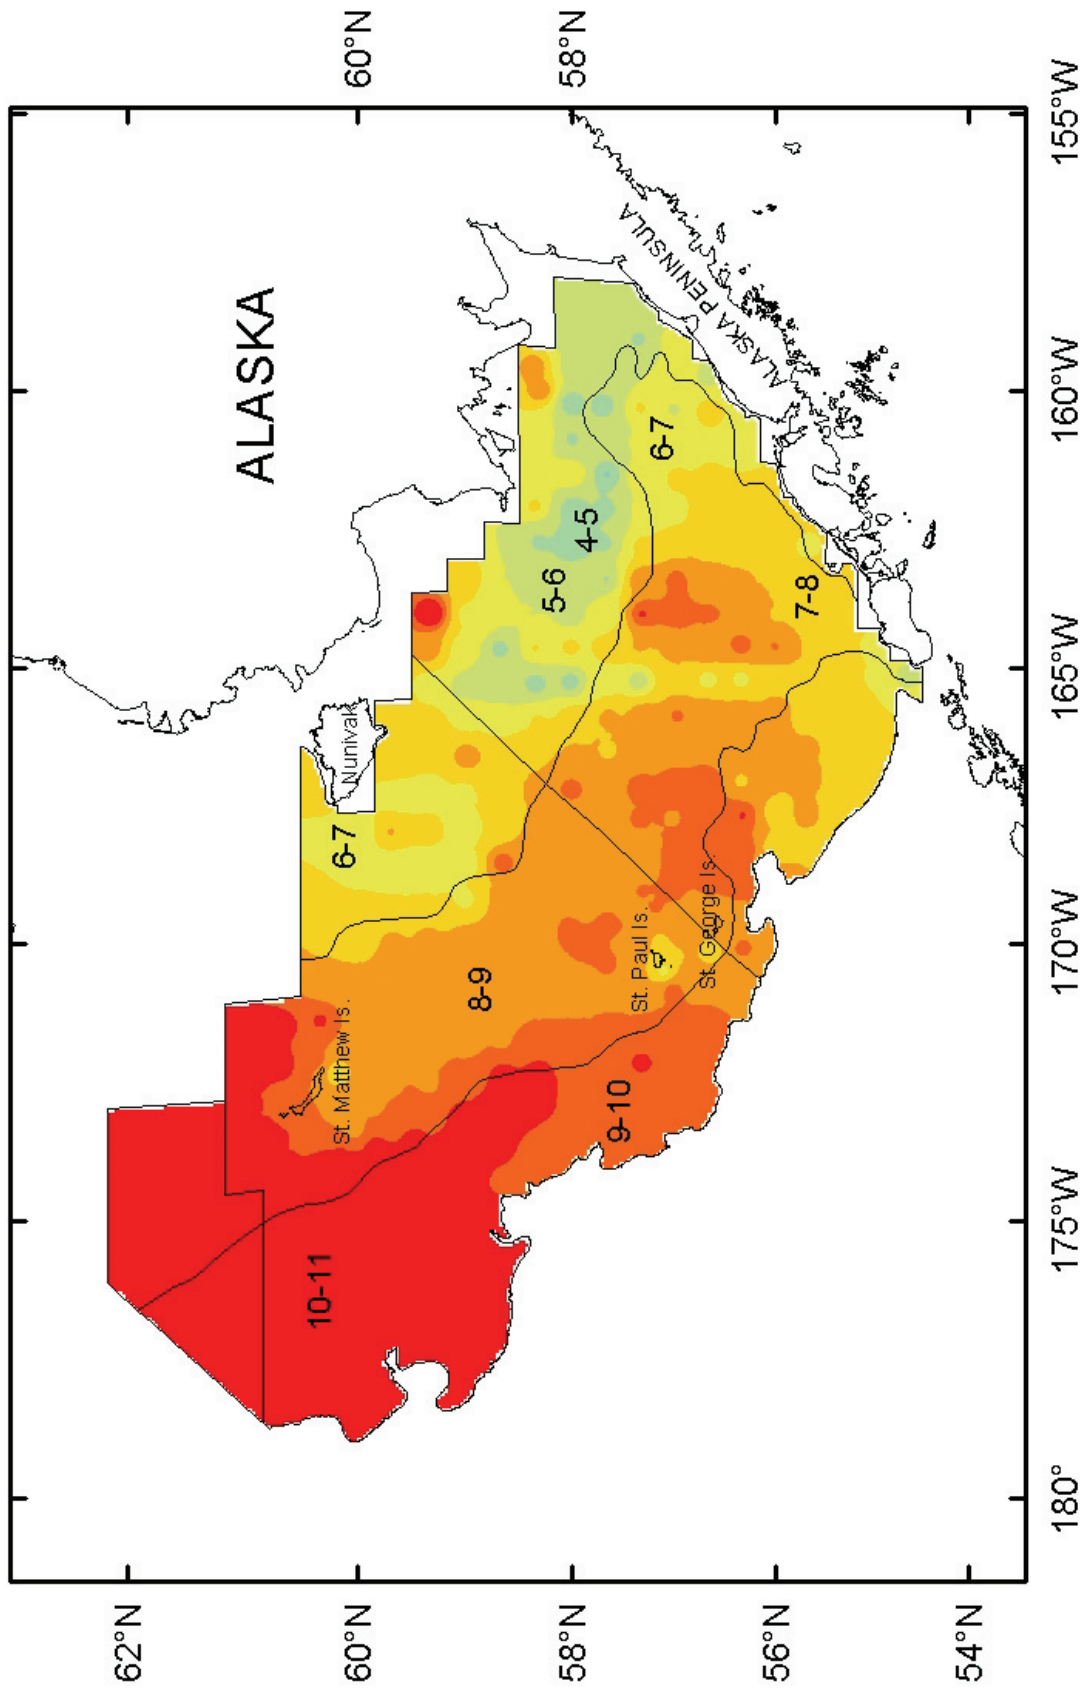 ALASKA
ALASKA PENINSULA
Nunivak
St. Matthew Is.
St. Paul Is.
St. George Is.
10-11
9-10
8-9
6-7
5-6
4-5
6-7
7-8
62°N
60°N
58°N
56°N
54°N
60°N
58°N
180°
175°W
170°W
165°W
160°W
155°W